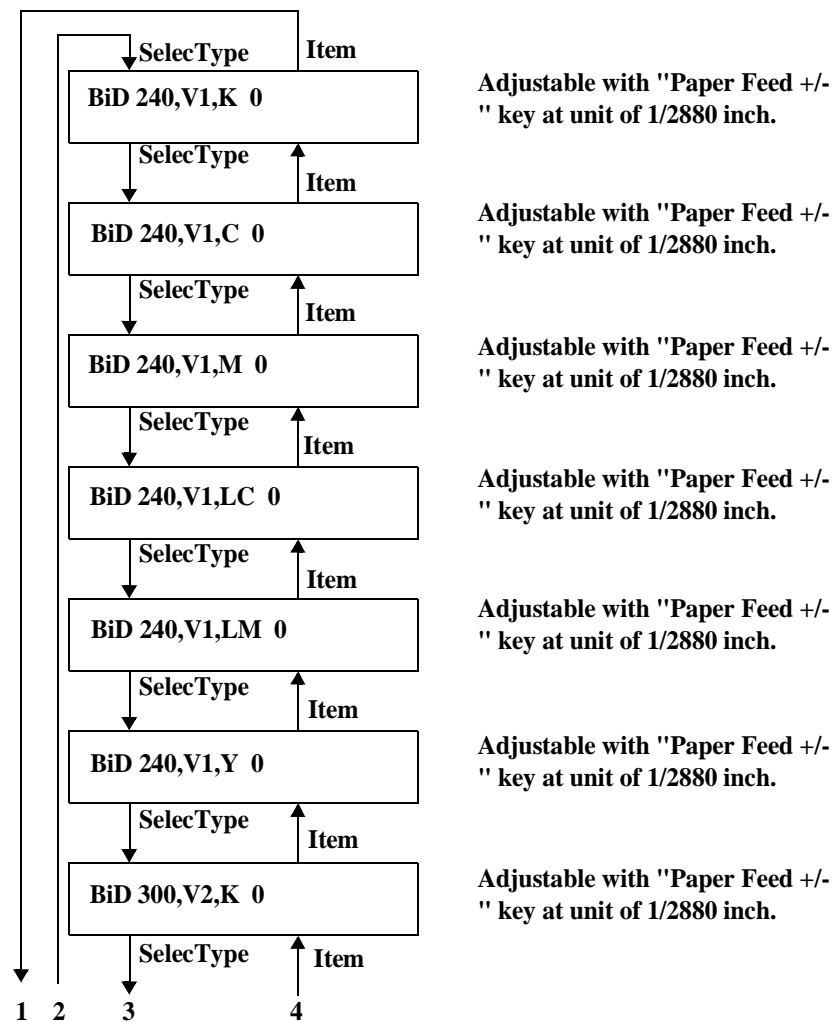 SelecType Item
BiD 240,V1,K 0
Adjustable with "Paper Feed +/-
" key at unit of 1/2880 inch.
SelecType
Item
BiD 240,V1,C 0
Adjustable with "Paper Feed +/-
" key at unit of 1/2880 inch.
SelecType
Item
BiD 240,V1,M 0
Adjustable with "Paper Feed +/-
" key at unit of 1/2880 inch.
SelecType
Item
BiD 240,V1,LC 0
Adjustable with "Paper Feed +/-
" key at unit of 1/2880 inch.
SelecType
Item
BiD 240,V1,LM 0
Adjustable with "Paper Feed +/-
" key at unit of 1/2880 inch.
SelecType
Item
BiD 240,V1,Y 0
Adjustable with "Paper Feed +/-
" key at unit of 1/2880 inch.
SelecType
Item
BiD 300,V2,K 0
Adjustable with "Paper Feed +/-
" key at unit of 1/2880 inch.
SelecType Item
1 2 3 4